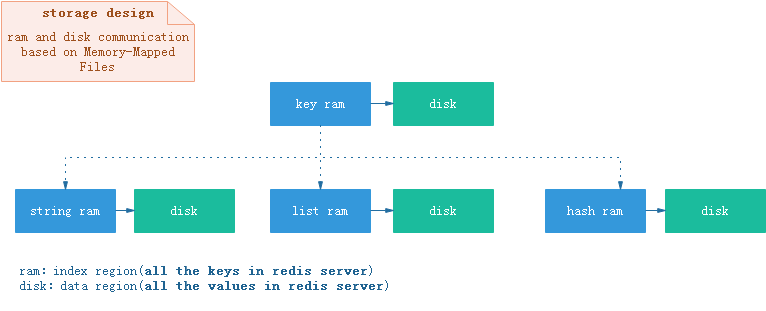 storage design
ram and disk communication
based on Memory-Mapped
Files
key ram
disk
string ram
disk
list ram
disk
hash ram
disk
ram: index region(all the keys in redis server)
disk: data region(all the values in redis server)